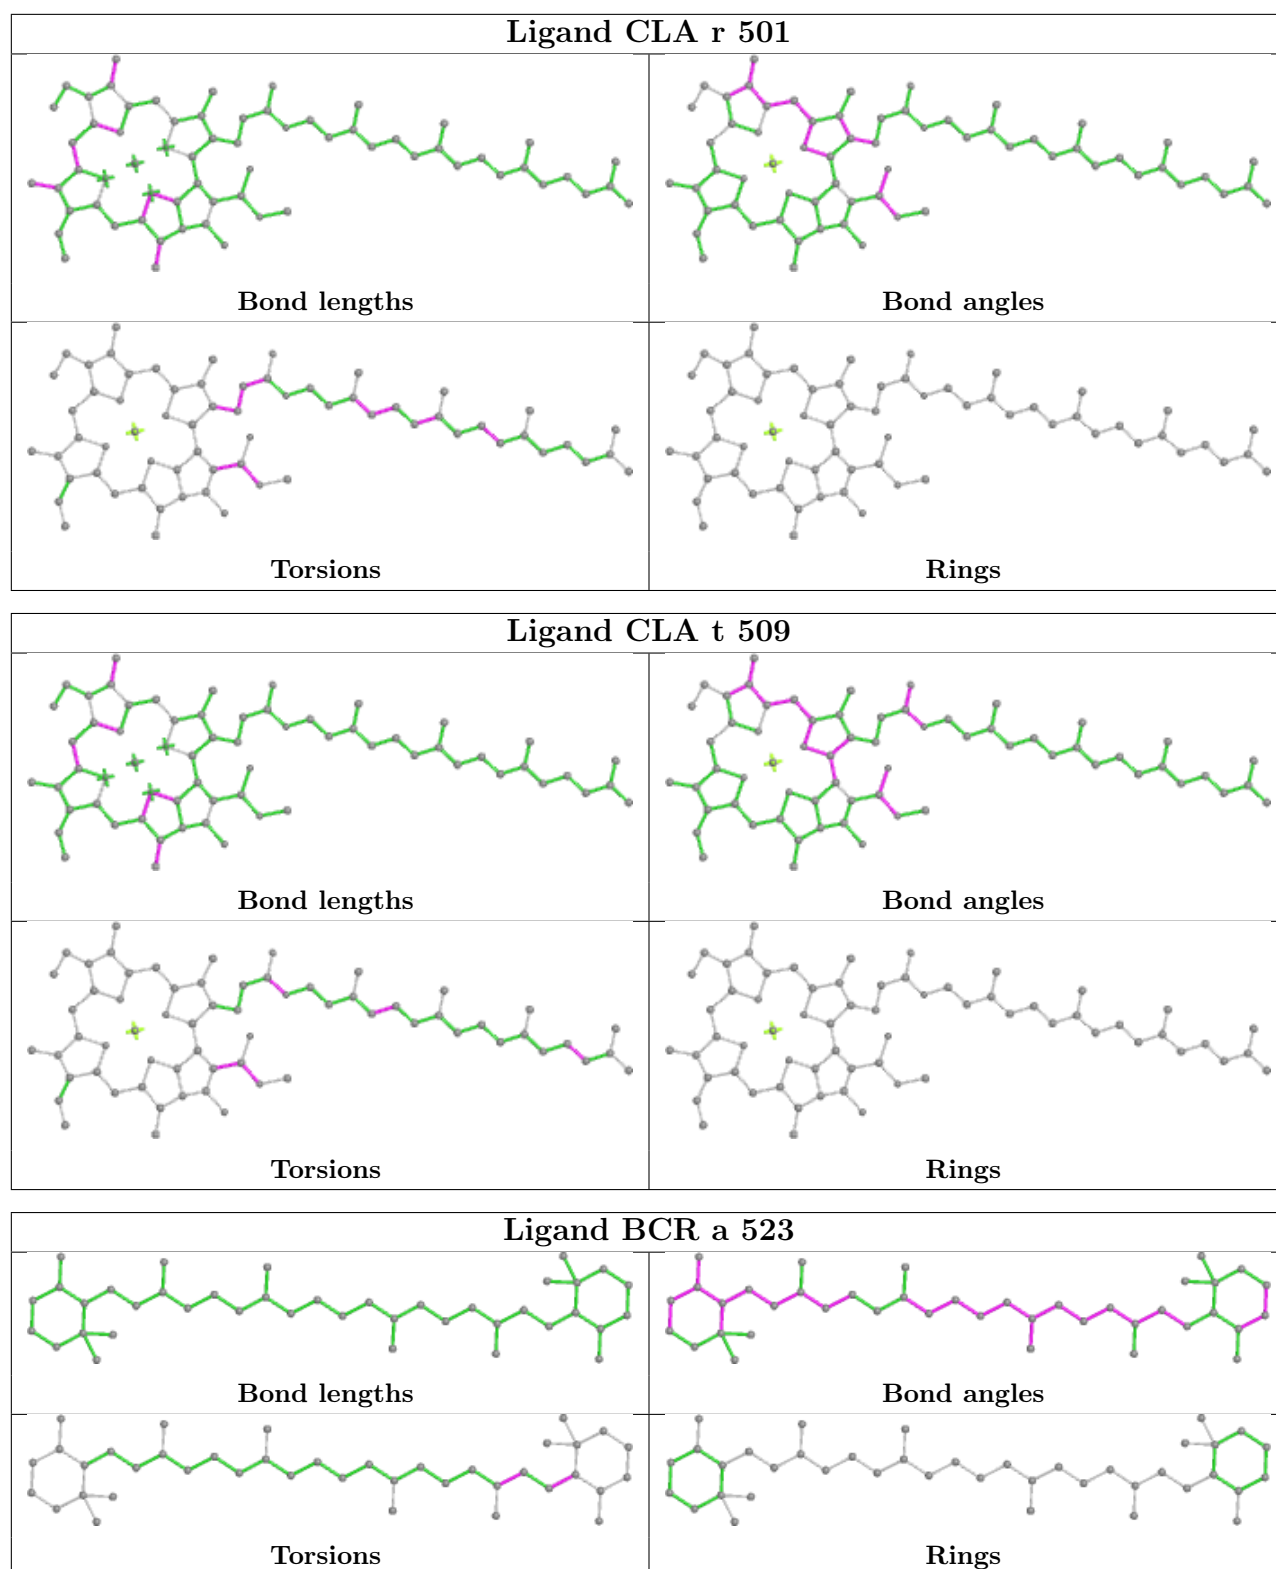 Ligand CLA r 501
Bond lengths
Bond angles
Torsions
Rings
Ligand CLA t 509
Bond lengths
Bond angles
Torsions
Rings
Ligand BCR a 523
Bond lengths
Bond angles
Torsions
Rings